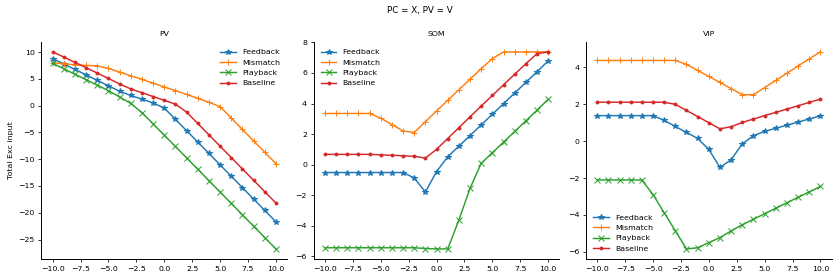 PC = X, PV = V
PV
SOM
VIP
Total Exc Input
10
5
0
−5
−10
−15
−20
−25
−10.0 −7.5 −5.0 −2.5 0.0 2.5 5.0 7.5 10.0
Feedback
Mismatch
Playback
Baseline
8
6
4
2
0
−2
−4
−6
−10.0 −7.5 −5.0 −2.5 0.0 2.5 5.0 7.5 10.0
Feedback
Mismatch
Playback
Baseline
4
2
0
−2
−4
−6
−10.0 −7.5 −5.0 −2.5 0.0 2.5 5.0 7.5 10.0
Feedback
Mismatch
Playback
Baseline